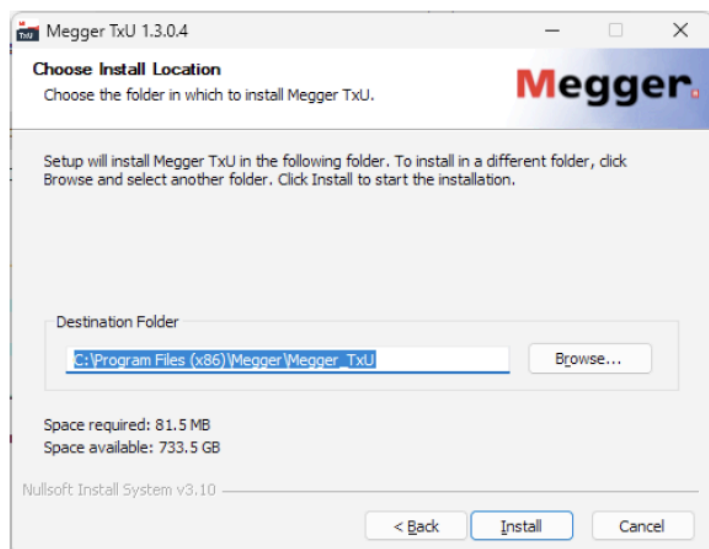 TxU
Megger TxU 1.3.0.4
Choose Install Location
Choose the folder in which to install Megger TxU.
Megger.
Setup will install Megger TxU in the following folder. To install in a different folder, click
Browse and select another folder. Click Install to start the installation.
Destination Folder
C:\Program Files (x86)\Megger\Megger_TxU
Browse...
Space required: 81.5 MB
Space available: 733.5 GB
Nullsoft Install System v3.10
< Back
Install
Cancel